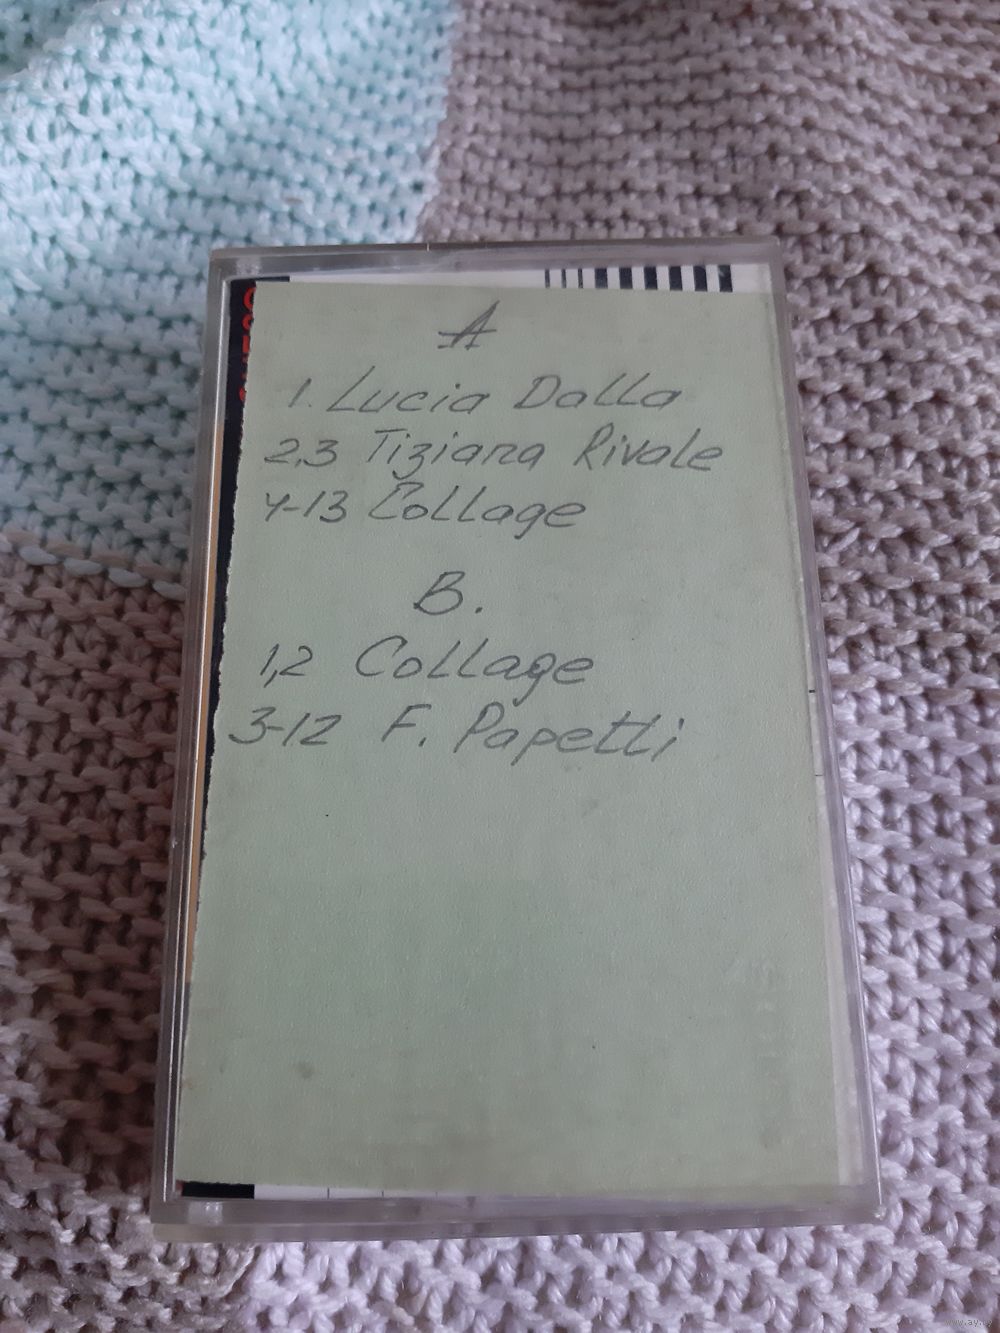 A
1. Lucia Dalla
2,3 Tiziana Rivale
4-13 Collage
B.
1,2 Collage
3-12 F. Papetti